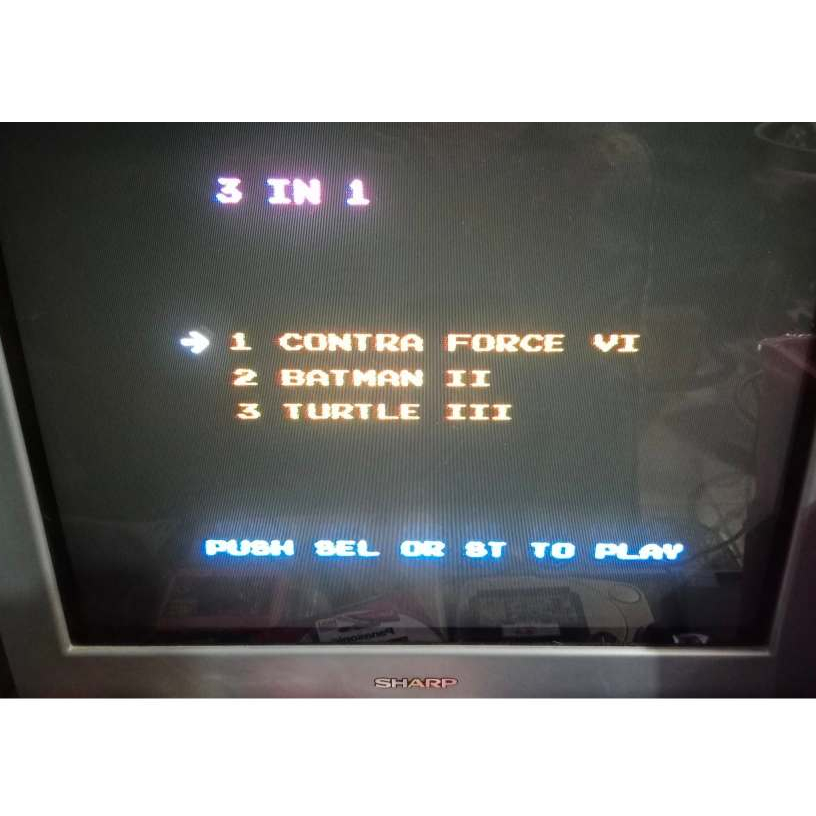 3 IN 1
→ 1 CONTRA FORCE VI
2 BATMAN II
3 TURTLE III
PUSH SEL OR ST TO PLAY
Panasonic
SHARP